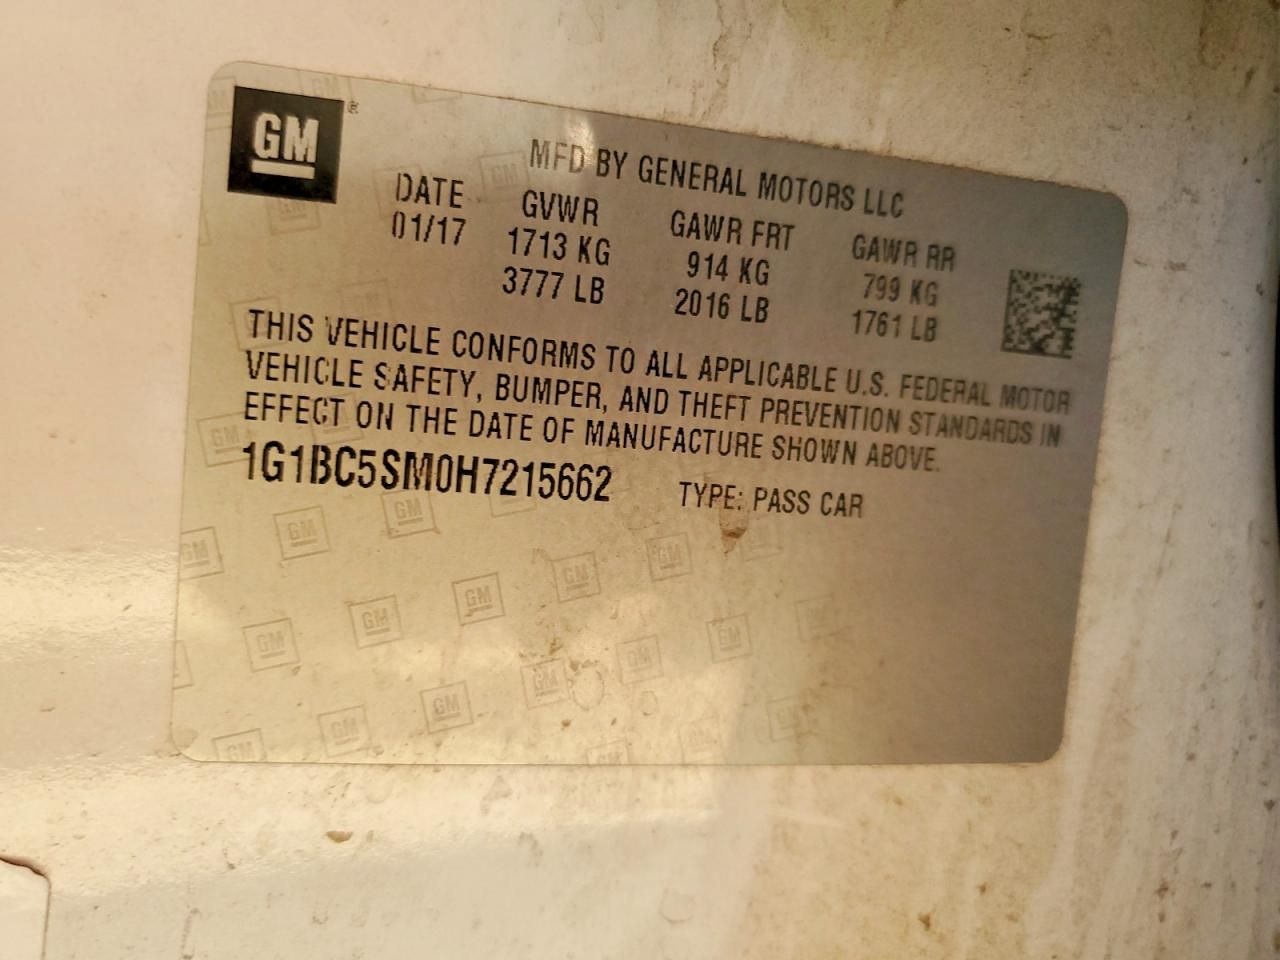 GM
MFD BY GENERAL MOTORS LLC
DATE GVWR GAWR FRT GAWR RR
01/17 1713 KG 914 KG 799 KG
3777 LB 2016 LB 1761 LB
THIS VEHICLE CONFORMS TO ALL APPLICABLE U.S. FEDERAL MOTOR
VEHICLE SAFETY, BUMPER, AND THEFT PREVENTION STANDARDS IN
EFFECT ON THE DATE OF MANUFACTURE SHOWN ABOVE.
1G1BC5SM0H7215662 TYPE: PASS CAR